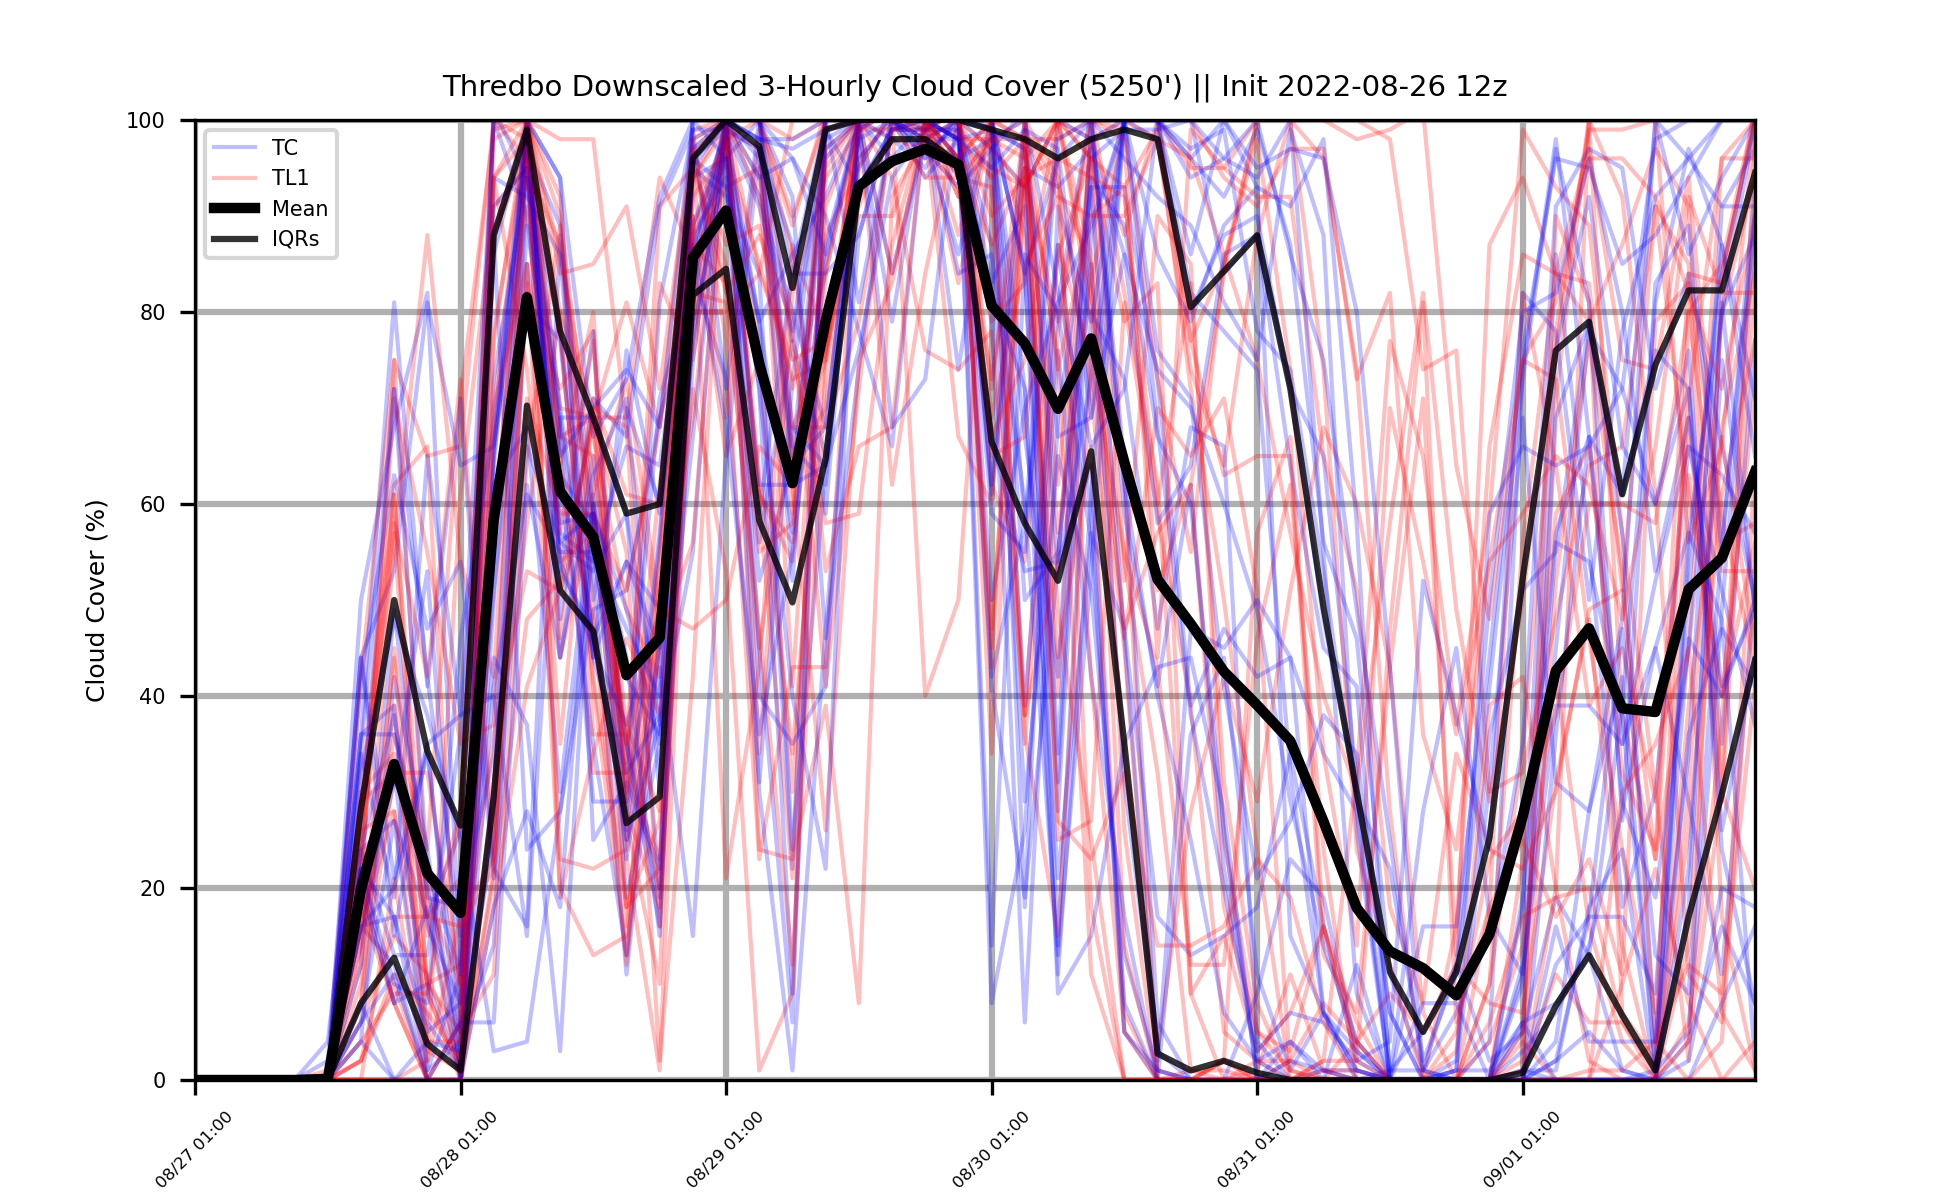 Thredbo Downscaled 3-Hourly Cloud Cover (5250') || Init 2022-08-26 12z
Cloud Cover (%)
100
80
60
40
20
0
TC
TL1
Mean
IQRs
08/27 01:00
08/28 01:00
08/29 01:00
08/30 01:00
08/31 01:00
09/01 01:00